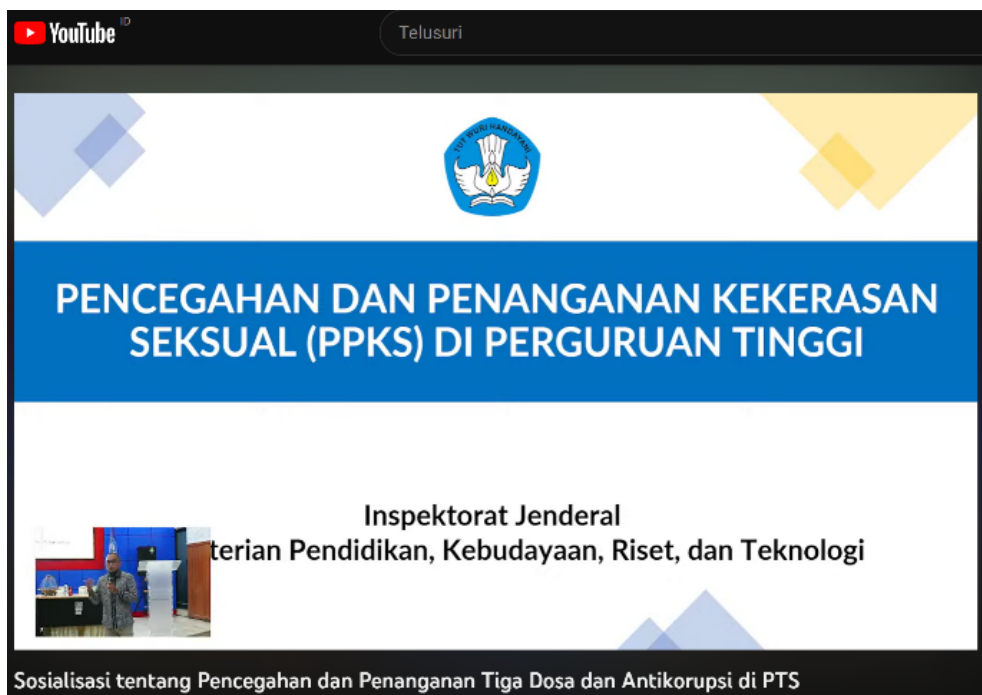 YouTube ID
Telusuri
TUT WURI HANDAYANI
PENCEGAHAN DAN PENANGANAN KEKERASAN
SEKSUAL (PPKS) DI PERGURUAN TINGGI
Inspektorat Jenderal
terian Pendidikan, Kebudayaan, Riset, dan Teknologi
Sosialisasi tentang Pencegahan dan Penanganan Tiga Dosa dan Antikorupsi di PTS